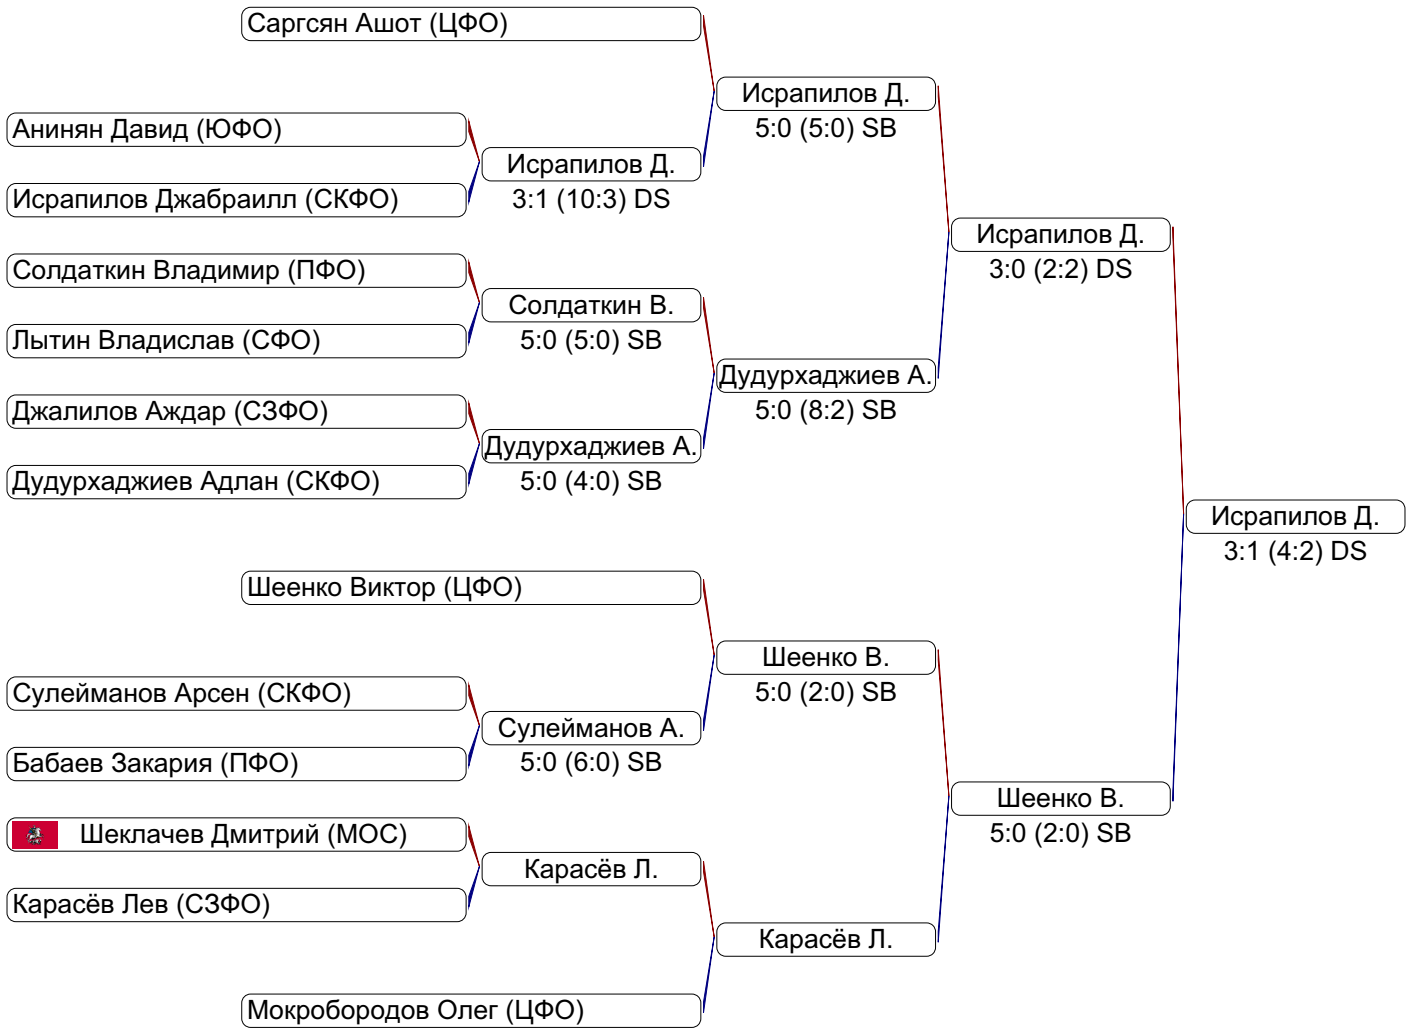 Саргсян Ашот (ЦФО)
Исрапилов Д.
5:0 (5:0) SB
Анинян Давид (ЮФО)
Исрапилов Д.
3:1 (10:3) DS
Исрапилов Джабраилл (СКФО)
Исрапилов Д.
3:0 (2:2) DS
Солдаткин Владимир (ПФО)
Солдаткин В.
5:0 (5:0) SB
Лытин Владислав (СФО)
Дудурхаджиев А.
5:0 (8:2) SB
Джалилов Аждар (СЗФО)
Дудурхаджиев А.
5:0 (4:0) SB
Дудурхаджиев Адлан (СКФО)
Исрапилов Д.
3:1 (4:2) DS
Шеенко Виктор (ЦФО)
Шеенко В.
5:0 (2:0) SB
Сулейманов Арсен (СКФО)
Сулейманов А.
5:0 (6:0) SB
Бабаев Закария (ПФО)
Шеенко В.
5:0 (2:0) SB
Шеклачев Дмитрий (МОС)
Карасёв Л.
Карасёв Лев (СЗФО)
Карасёв Л.
Мокробородов Олег (ЦФО)